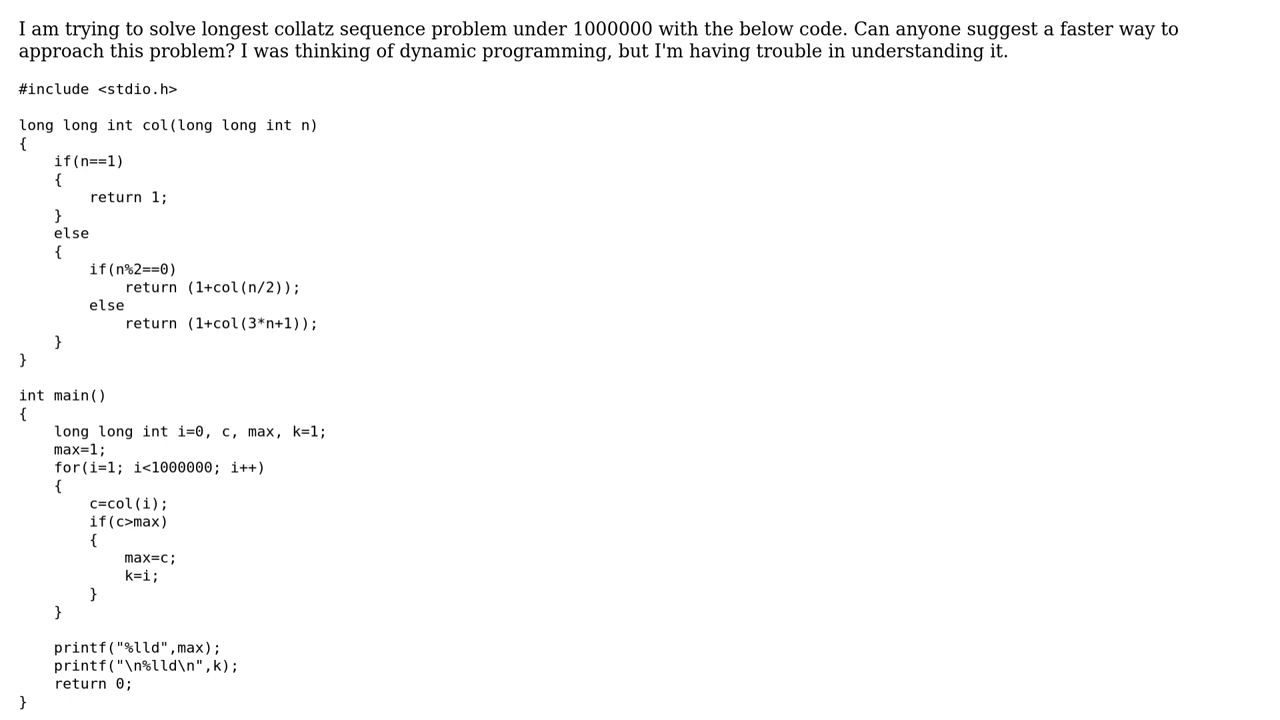 I am trying to solve longest collatz sequence problem under 1000000 with the below code. Can anyone suggest a faster way to
approach this problem? I was thinking of dynamic programming, but I'm having trouble in understanding it.
#include <stdio.h>
long long int col(long long int n)
{
    if(n==1)
    {
        return 1;
    }
    else
    {
        if(n%2==0)
            return (1+col(n/2));
        else
            return (1+col(3*n+1));
    }
}
int main()
{
    long long int i=0, c, max, k=1;
    max=1;
    for(i=1; i<1000000; i++)
    {
        c=col(i);
        if(c>max)
        {
            max=c;
            k=i;
        }
    }
    printf("%lld",max);
    printf("\n%lld\n",k);
    return 0;
}